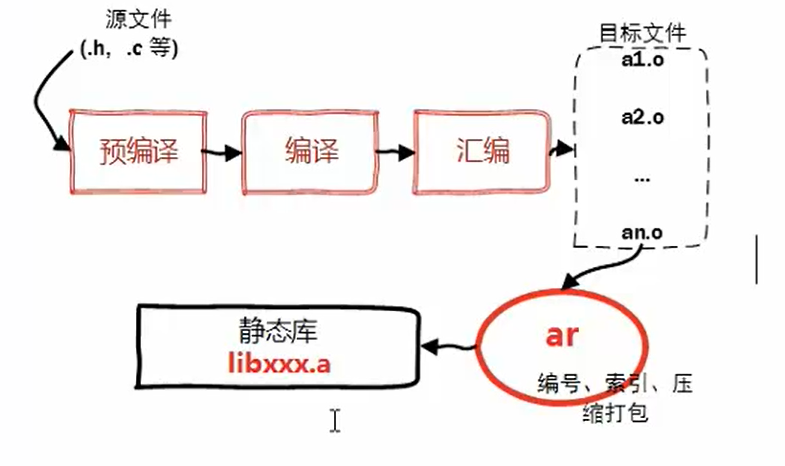 源文件
(.h, .c 等)
目标文件
a1.o
a2.o
...
an.o
预编译
编译
汇编
ar
编号、索引、压
缩打包
静态库
libxxx.a